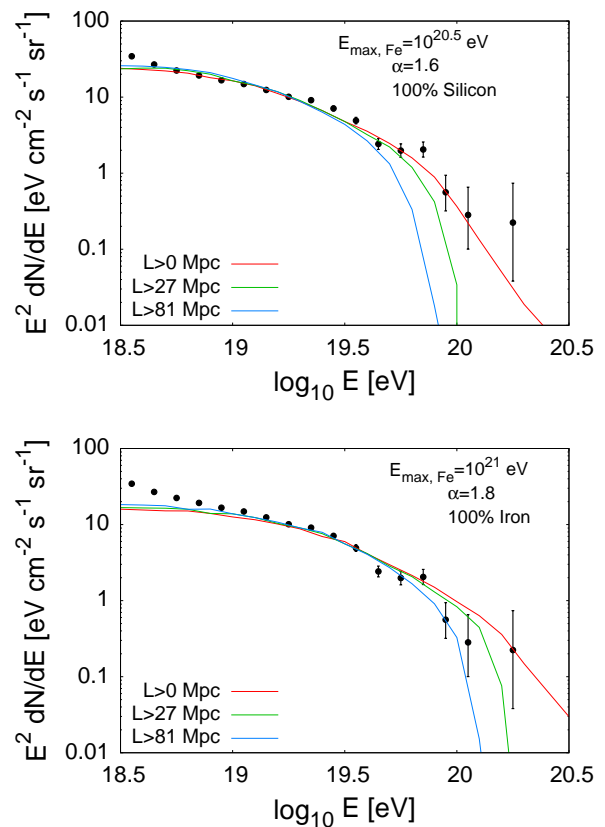 E² dN/dE [eV cm⁻² s⁻¹ sr⁻¹]
100
10
1
0.1
0.01
E_max, Fe=10^20.5 eV
α=1.6
100% Silicon
L>0 Mpc
L>27 Mpc
L>81 Mpc
18.5 19 19.5 20 20.5
log₁₀ E [eV]
E² dN/dE [eV cm⁻² s⁻¹ sr⁻¹]
100
10
1
0.1
0.01
E_max, Fe=10^21 eV
α=1.8
100% Iron
L>0 Mpc
L>27 Mpc
L>81 Mpc
18.5 19 19.5 20 20.5
log₁₀ E [eV]